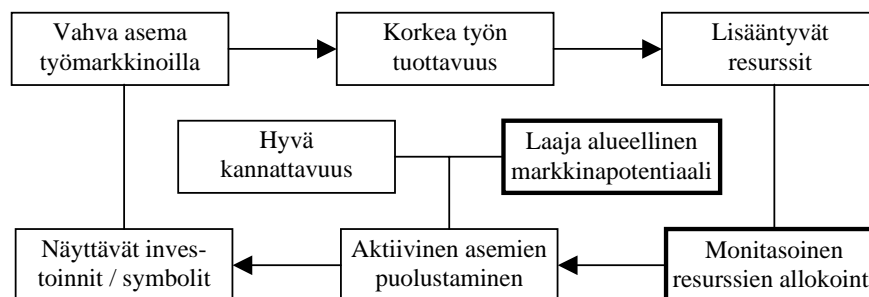 Vahva asema
työmarkkinoilla
Korkea työn
tuottavuus
Lisääntyvät
resurssit
Hyvä
kannattavuus
Laaja alueellinen
markkinapotentiaali
Näyttävät inves-
toinnit / symbolit
Aktiivinen asemien
puolustaminen
Monitasoinen
resurssien allokoint